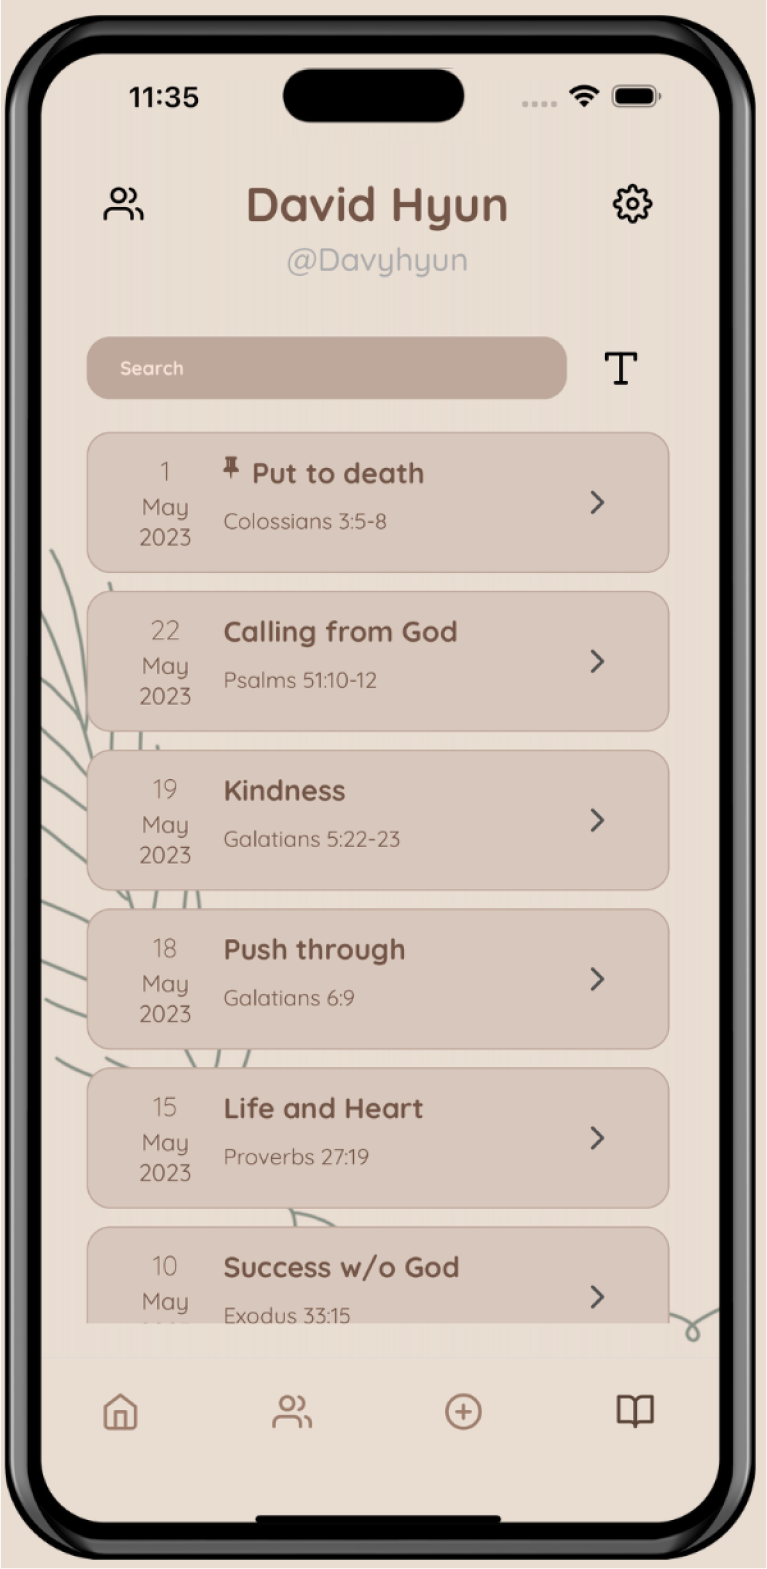 11:35
David Hyun
@Davyhyun
Search
T
1
May
2023
Put to death
Colossians 3:5-8
22
May
2023
Calling from God
Psalms 51:10-12
19
May
2023
Kindness
Galatians 5:22-23
18
May
2023
Push through
Galatians 6:9
15
May
2023
Life and Heart
Proverbs 27:19
10
May
Success w/o God
Exodus 33:15